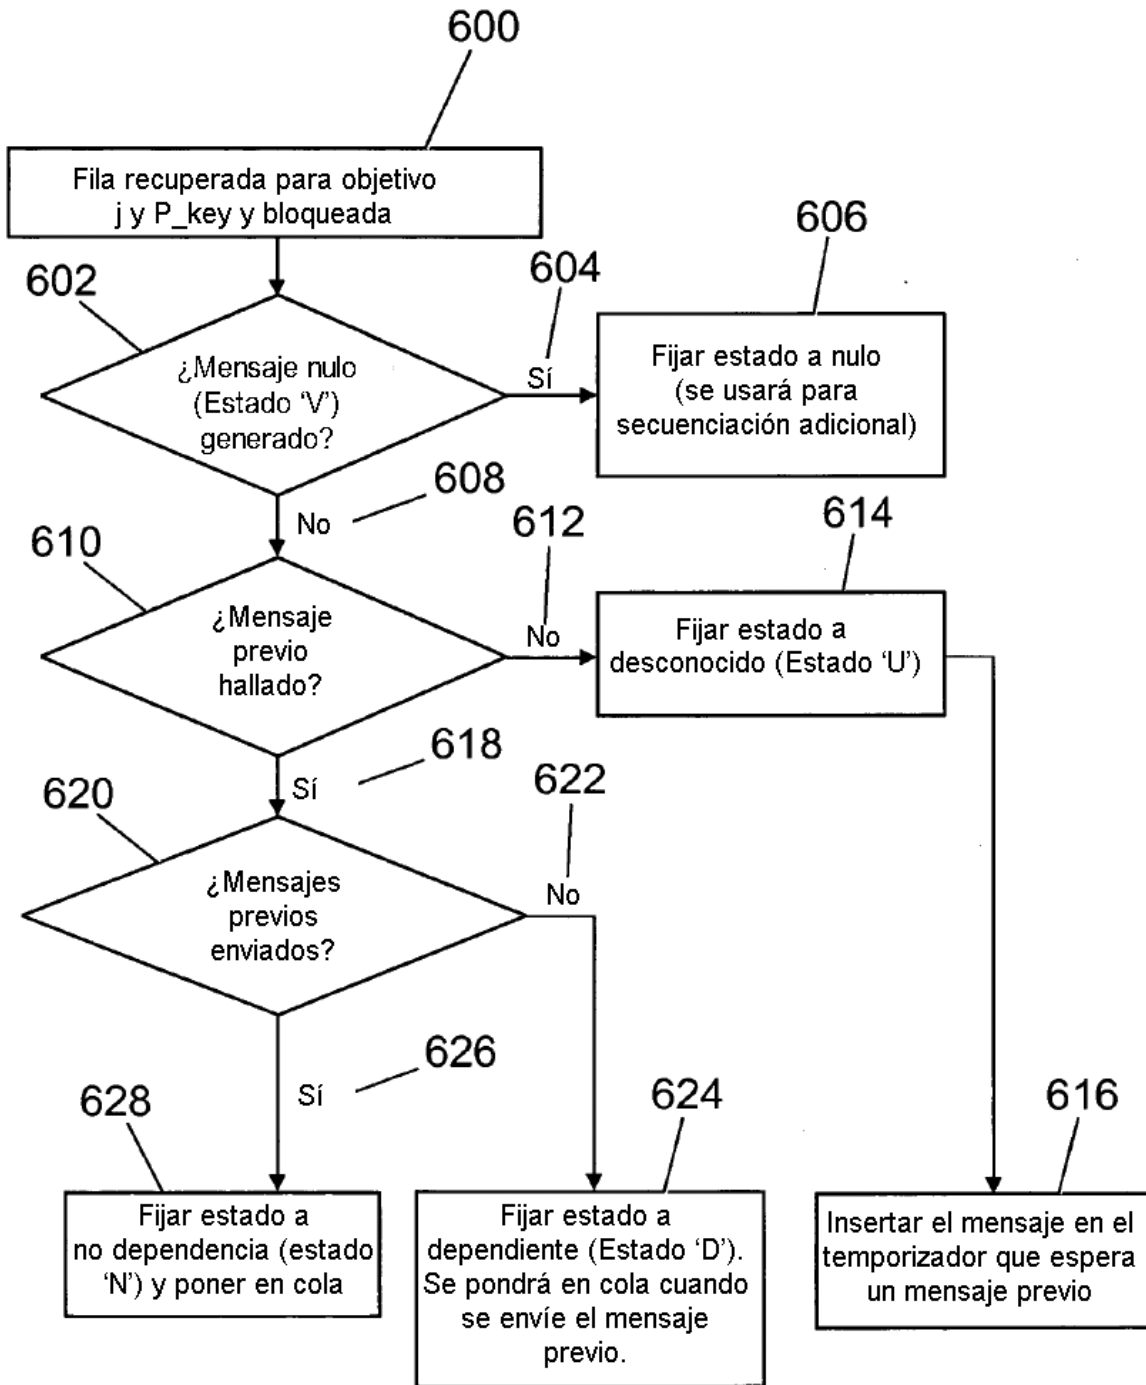 600
Fila recuperada para objetivo
j y P_key y bloqueada
606
602
604
¿Mensaje nulo
(Estado ‘V’)
generado?
Sí
Fijar estado a nulo
(se usará para
secuenciación adicional)
608
No
610
612
614
¿Mensaje
previo
hallado?
No
Fijar estado a
desconocido (Estado ‘U’)
618
Sí
620
622
¿Mensajes
previos
enviados?
No
626
Sí
628
624
616
Fijar estado a
no dependencia (estado
‘N’) y poner en cola
Fijar estado a
dependiente (Estado ‘D’).
Se pondrá en cola cuando
se envíe el mensaje
previo.
Insertar el mensaje en el
temporizador que espera
un mensaje previo